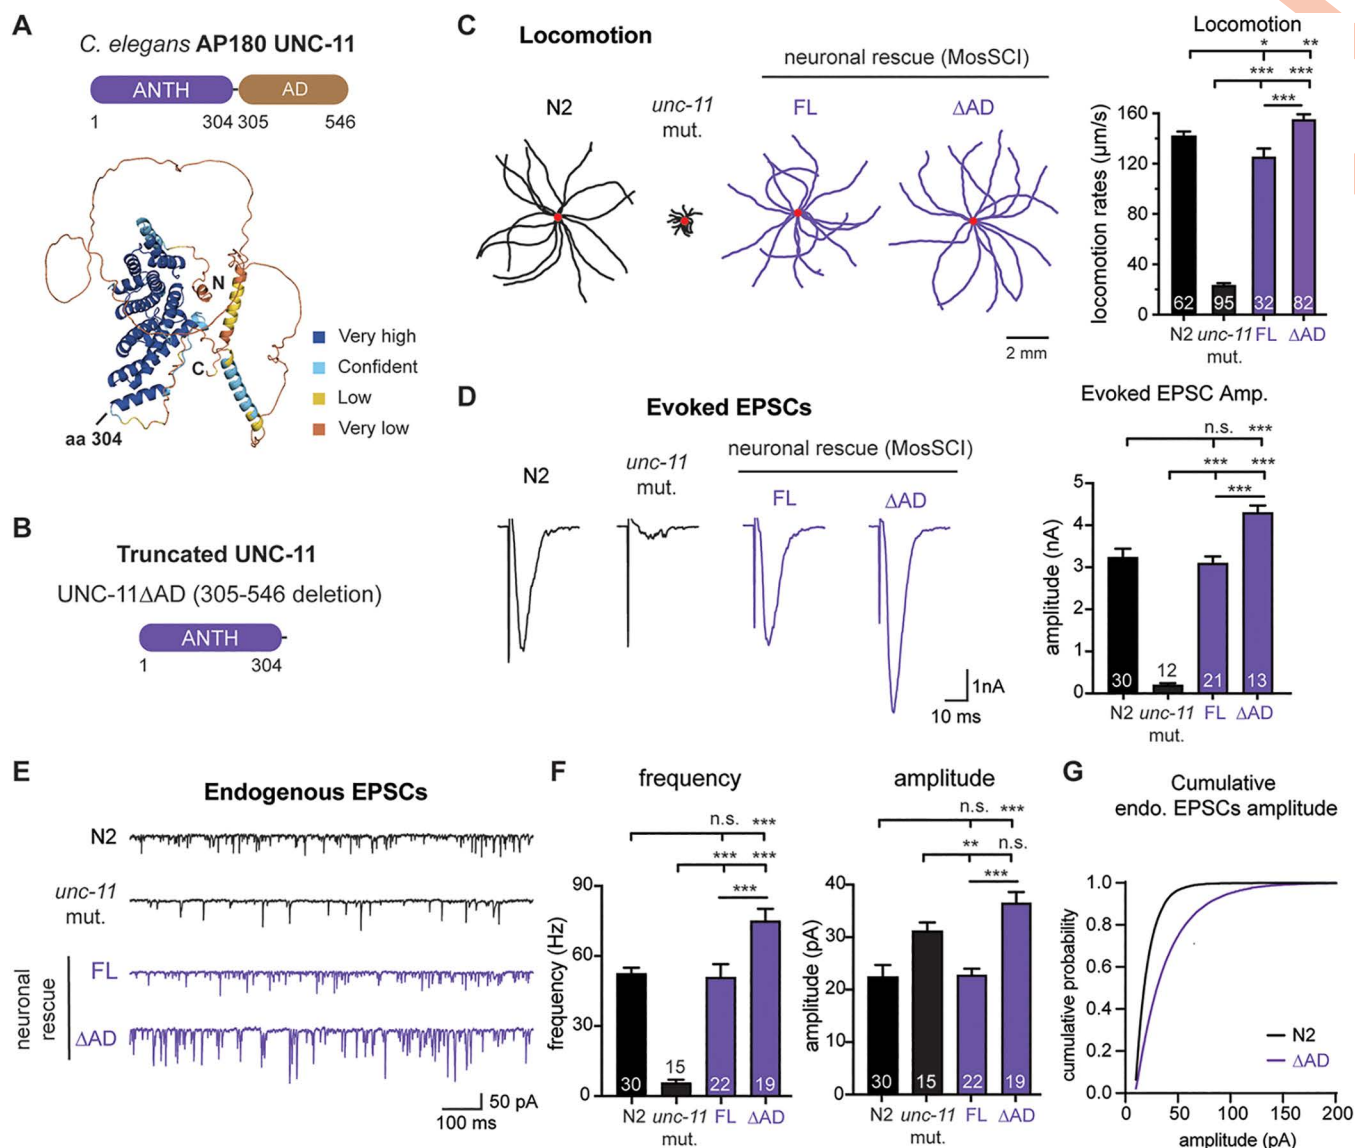 A
C. elegans AP180 UNC-11
ANTH
AD
1
304
305
546
N
C
aa 304
Very high
Confident
Low
Very low
B
Truncated UNC-11
UNC-11ΔAD (305-546 deletion)
ANTH
1
304
C
Locomotion
neuronal rescue (MosSCI)
N2
unc-11
mut.
FL
ΔAD
2 mm
Locomotion
* **
*** ***
***
locomotion rates (μm/s)
160
120
80
40
0
62
95
32
82
N2 unc-11 FL ΔAD
mut.
D
Evoked EPSCs
neuronal rescue (MosSCI)
N2
unc-11
mut.
FL
ΔAD
1nA
10 ms
Evoked EPSC Amp.
n.s. ***
*** ***
***
amplitude (nA)
5
4
3
2
1
0
30
12
21
13
N2 unc-11 FL ΔAD
mut.
E
Endogenous EPSCs
N2
unc-11
mut.
neuronal
rescue
FL
ΔAD
50 pA
100 ms
F
frequency
n.s. ***
*** ***
***
frequency (Hz)
90
60
30
0
30
15
22
19
N2 unc-11 FL ΔAD
mut.
amplitude
n.s. ***
** n.s.
***
amplitude (pA)
40
30
20
10
0
30
15
22
19
N2 unc-11 FL ΔAD
mut.
G
Cumulative
endo. EPSCs amplitude
cumulative probability
1.0
0.8
0.6
0.4
0.2
0.0
N2
ΔAD
0 50 100 150 200
amplitude (pA)